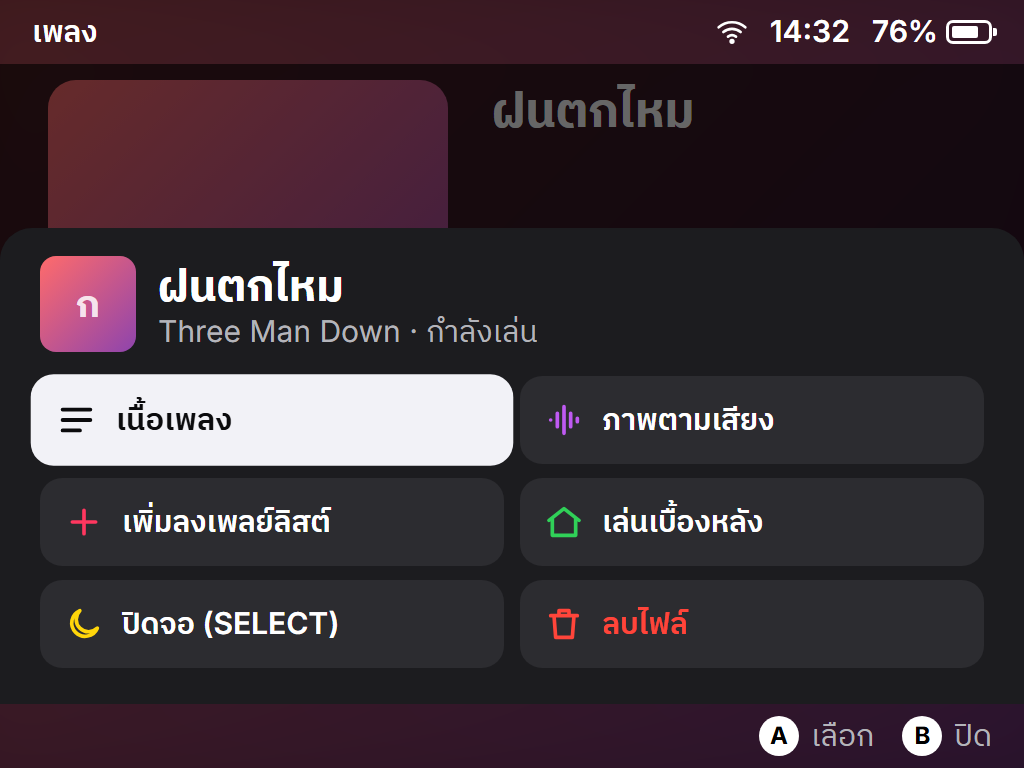 เพลง
14:32 76%
ฝนตกไหม
ก
ฝนตกไหม
Three Man Down · กำลังเล่น
เนื้อเพลง
ภาพตามเสียง
เพิ่มลงเพลย์ลิสต์
เล่นเบื้องหลัง
ปิดจอ (SELECT)
ลบไฟล์
A เลือก B ปิด